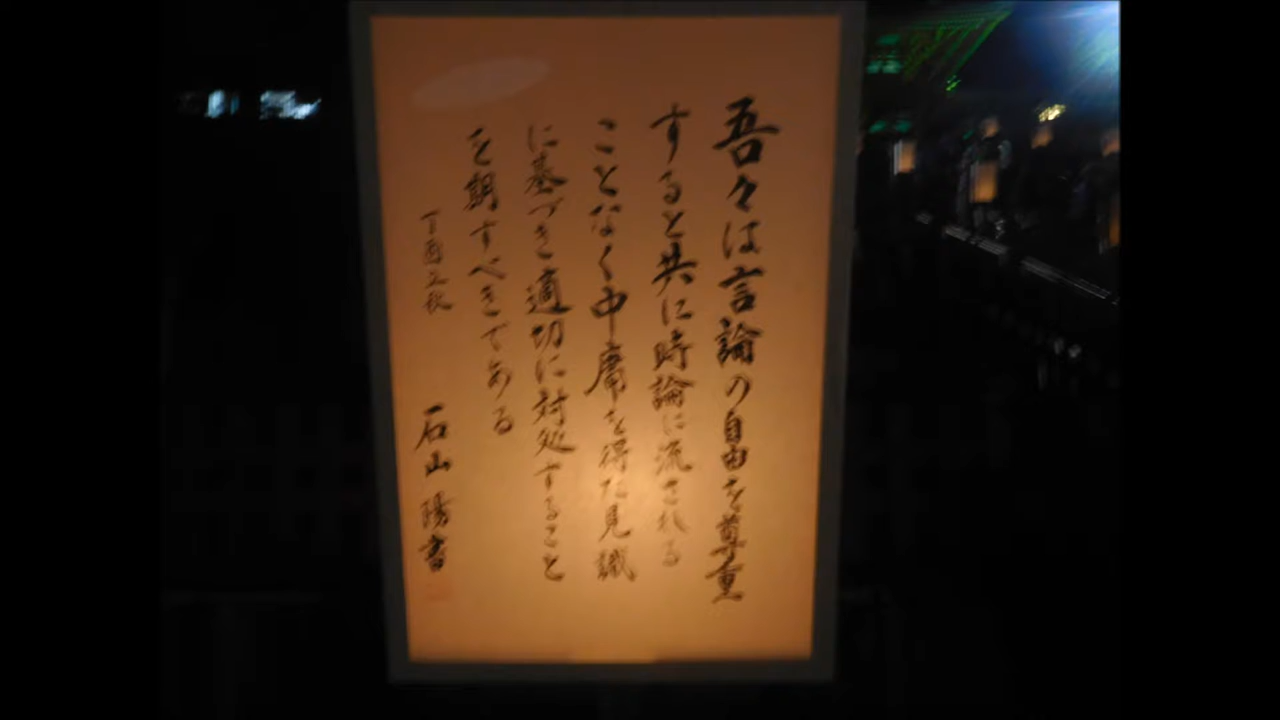 吾々は言論の自由を尊重
すると共に時論に流される
ことなく中庸を得た見識
に基づき適切に対処すること
を期すべきである
丁酉立秋
石山陽書